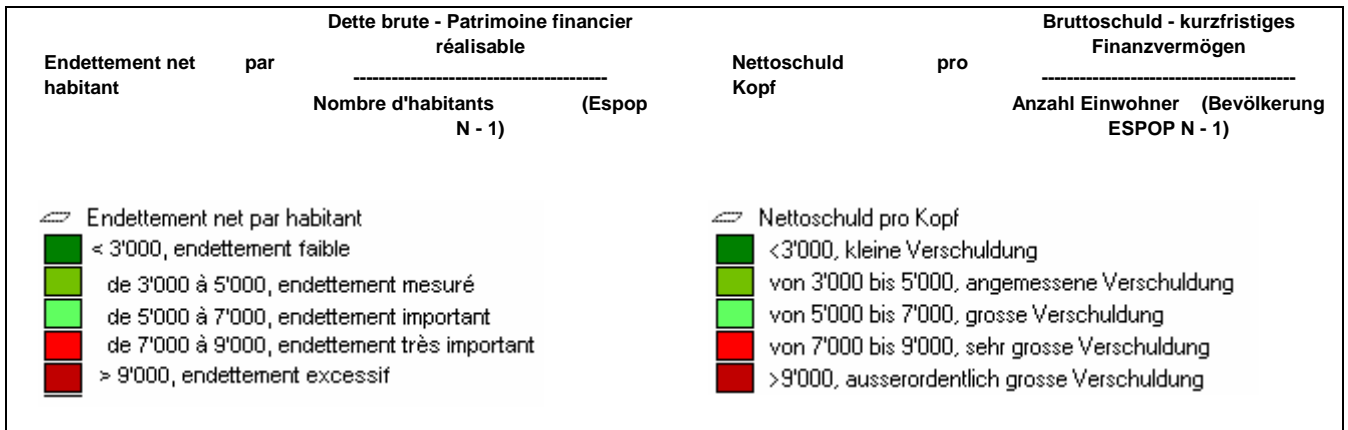 Dette brute - Patrimoine financier
réalisable
Endettement net par
habitant
-----------------------------------------
Nombre d'habitants (Espop
N - 1)
Bruttoschuld - kurzfristiges
Finanzvermögen
Nettoschuld pro
Kopf
-----------------------------------------
Anzahl Einwohner (Bevölkerung
ESPOP N - 1)
Endettement net par habitant
< 3'000, endettement faible
de 3'000 à 5'000, endettement mesuré
de 5'000 à 7'000, endettement important
de 7'000 à 9'000, endettement très important
> 9'000, endettement excessif
Nettoschuld pro Kopf
<3'000, kleine Verschuldung
von 3'000 bis 5'000, angemessene Verschuldung
von 5'000 bis 7'000, grosse Verschuldung
von 7'000 bis 9'000, sehr grosse Verschuldung
>9'000, ausserordentlich grosse Verschuldung